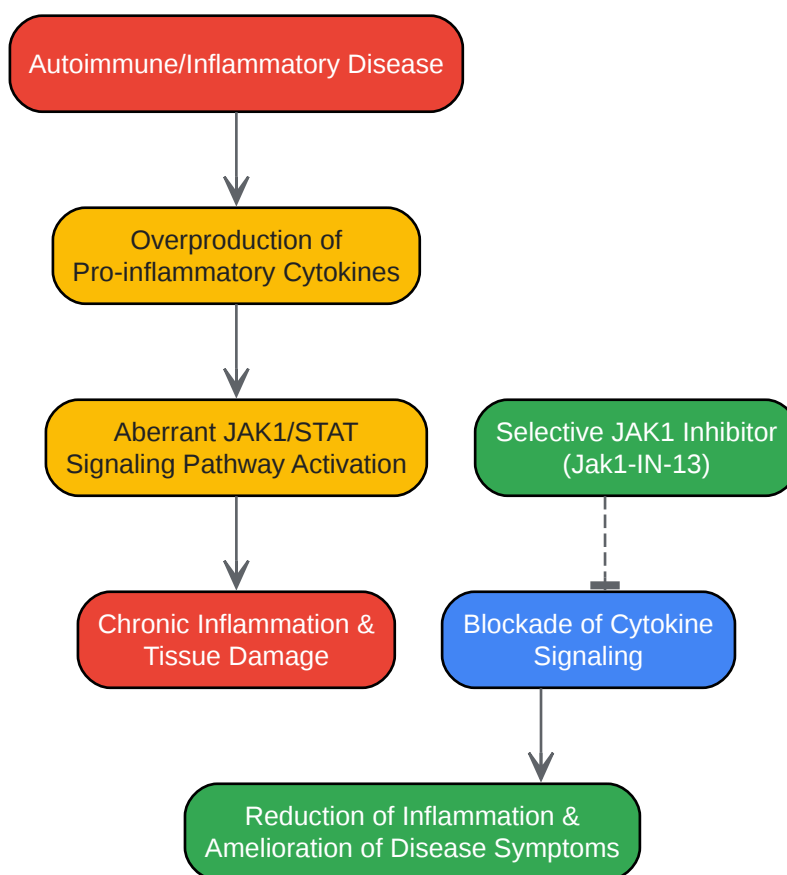 Autoimmune/Inflammatory Disease
Overproduction of
Pro-inflammatory Cytokines
Aberrant JAK1/STAT
Signaling Pathway Activation
Selective JAK1 Inhibitor
(Jak1-IN-13)
Chronic Inflammation &
Tissue Damage
Blockade of Cytokine
Signaling
Reduction of Inflammation &
Amelioration of Disease Symptoms